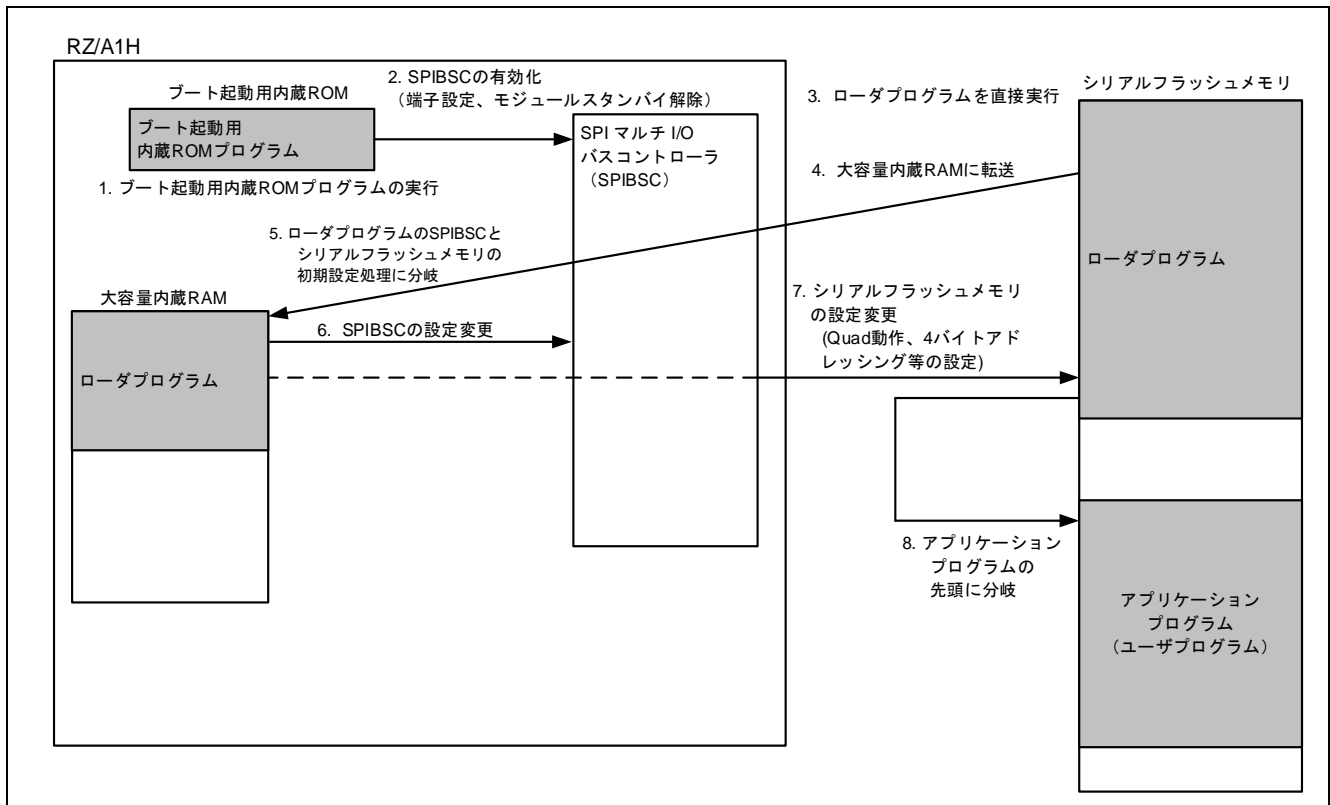 RZ/A1H
ブート起動用内蔵ROM
ブート起動用
内蔵ROMプログラム
1. ブート起動用内蔵ROMプログラムの実行
2. SPIBSCの有効化
（端子設定、モジュールスタンバイ解除）
SPI マルチ I/O
バスコントローラ
（SPIBSC）
3. ローダプログラムを直接実行
シリアルフラッシュメモリ
4. 大容量内蔵RAMに転送
ローダプログラム
5. ローダプログラムのSPIBSCと
シリアルフラッシュメモリの
初期設定処理に分岐
大容量内蔵RAM
ローダプログラム
6. SPIBSCの設定変更
7. シリアルフラッシュメモリ
の設定変更
(Quad動作、4バイトアド
レッシング等の設定)
8. アプリケーション
プログラムの
先頭に分岐
アプリケーション
プログラム
（ユーザプログラム）